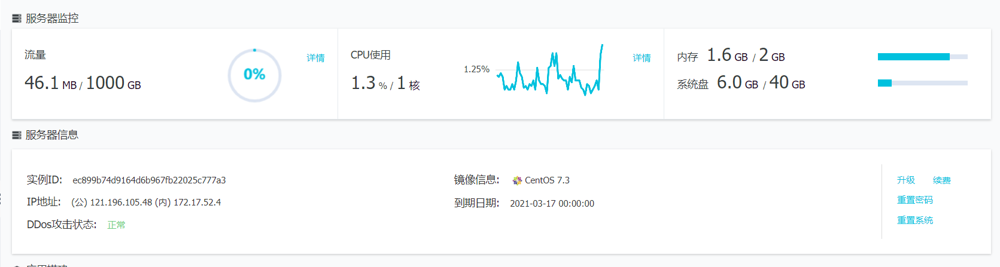 服务器监控
流量
46.1 MB / 1000 GB
0%
详情
CPU使用
1.3 % / 1 核
1.25%
详情
内存 1.6 GB / 2 GB
系统盘 6.0 GB / 40 GB
服务器信息
实例ID: ec899b74d9164d6b967fb22025c777a3
IP地址: (公) 121.196.105.48 (内) 172.17.52.4
DDos攻击状态: 正常
镜像信息: CentOS 7.3
到期日期: 2021-03-17 00:00:00
升级 续费
重置密码
重置系统